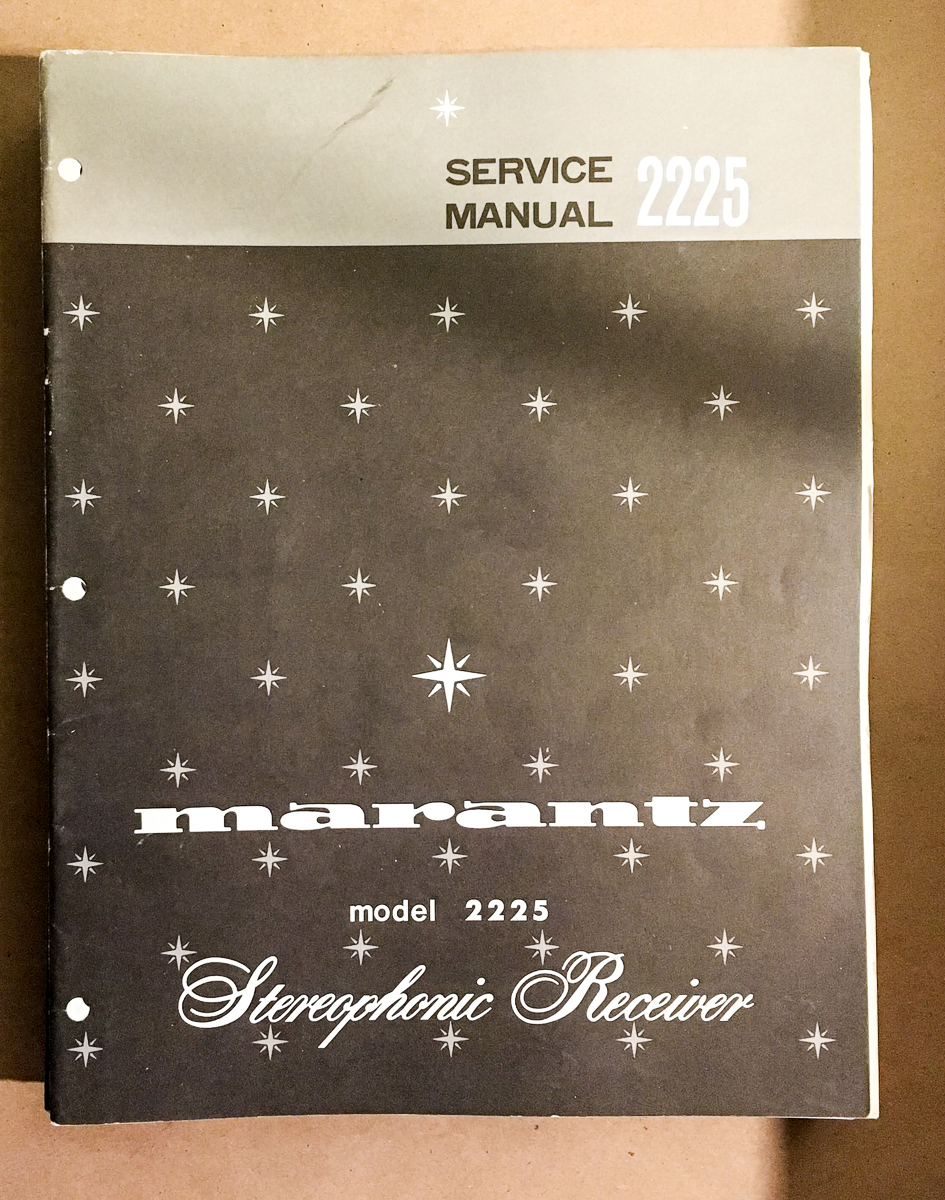 SERVICE 2225
MANUAL
marantz
model 2225
Stereophonic Receiver